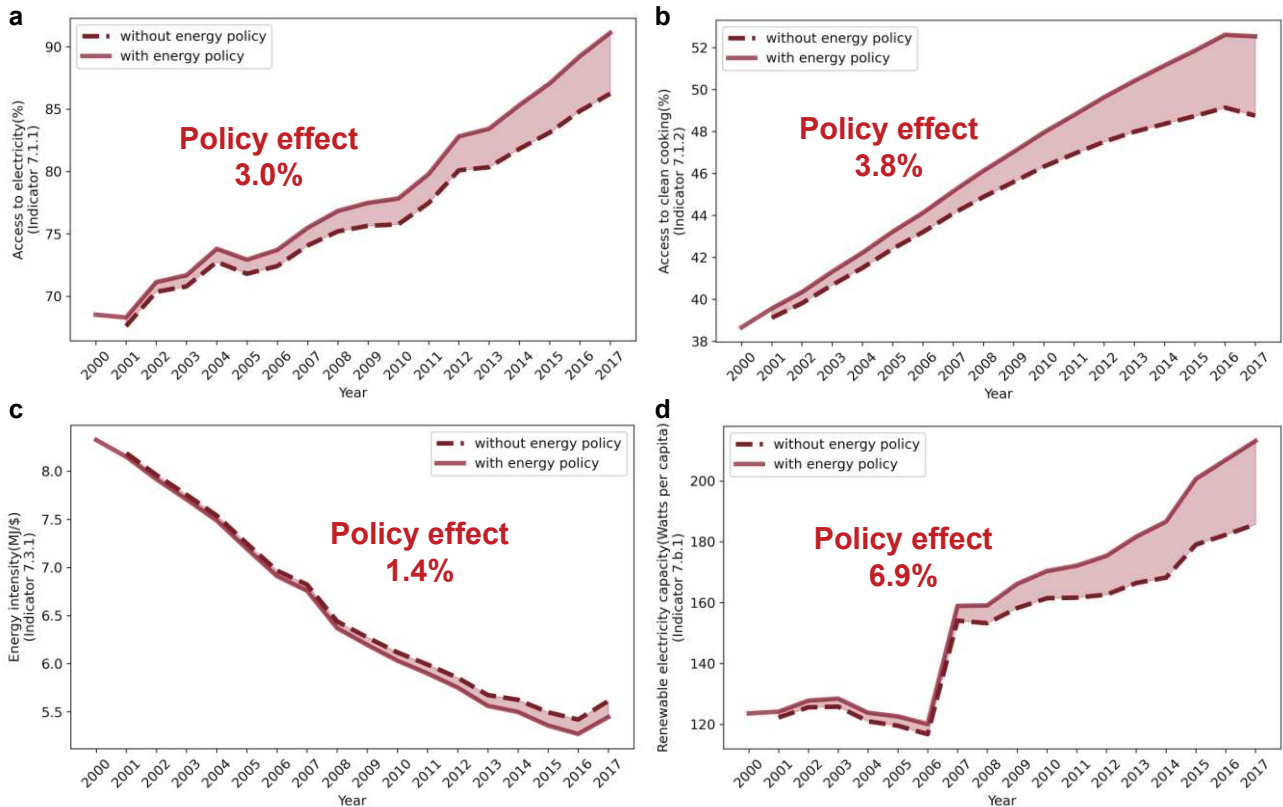 a
without energy policy
with energy policy
Policy effect
3.0%
Access to electricity(%)
(Indicator 7.1.1)
90
85
80
75
70
2000 2001 2002 2003 2004 2005 2006 2007 2008 2009 2010 2011 2012 2013 2014 2015 2016 2017
Year
b
without energy policy
with energy policy
Policy effect
3.8%
Access to clean cooking(%)
(Indicator 7.1.2)
52
50
48
46
44
42
40
38
2000 2001 2002 2003 2004 2005 2006 2007 2008 2009 2010 2011 2012 2013 2014 2015 2016 2017
Year
c
without energy policy
with energy policy
Policy effect
1.4%
Energy intensity(MJ/$)
(Indicator 7.3.1)
8.0
7.5
7.0
6.5
6.0
5.5
2000 2001 2002 2003 2004 2005 2006 2007 2008 2009 2010 2011 2012 2013 2014 2015 2016 2017
Year
d
without energy policy
with energy policy
Policy effect
6.9%
Renewable electricity capacity(Watts per capita)
(Indicator 7.b.1)
200
180
160
140
120
2000 2001 2002 2003 2004 2005 2006 2007 2008 2009 2010 2011 2012 2013 2014 2015 2016 2017
Year